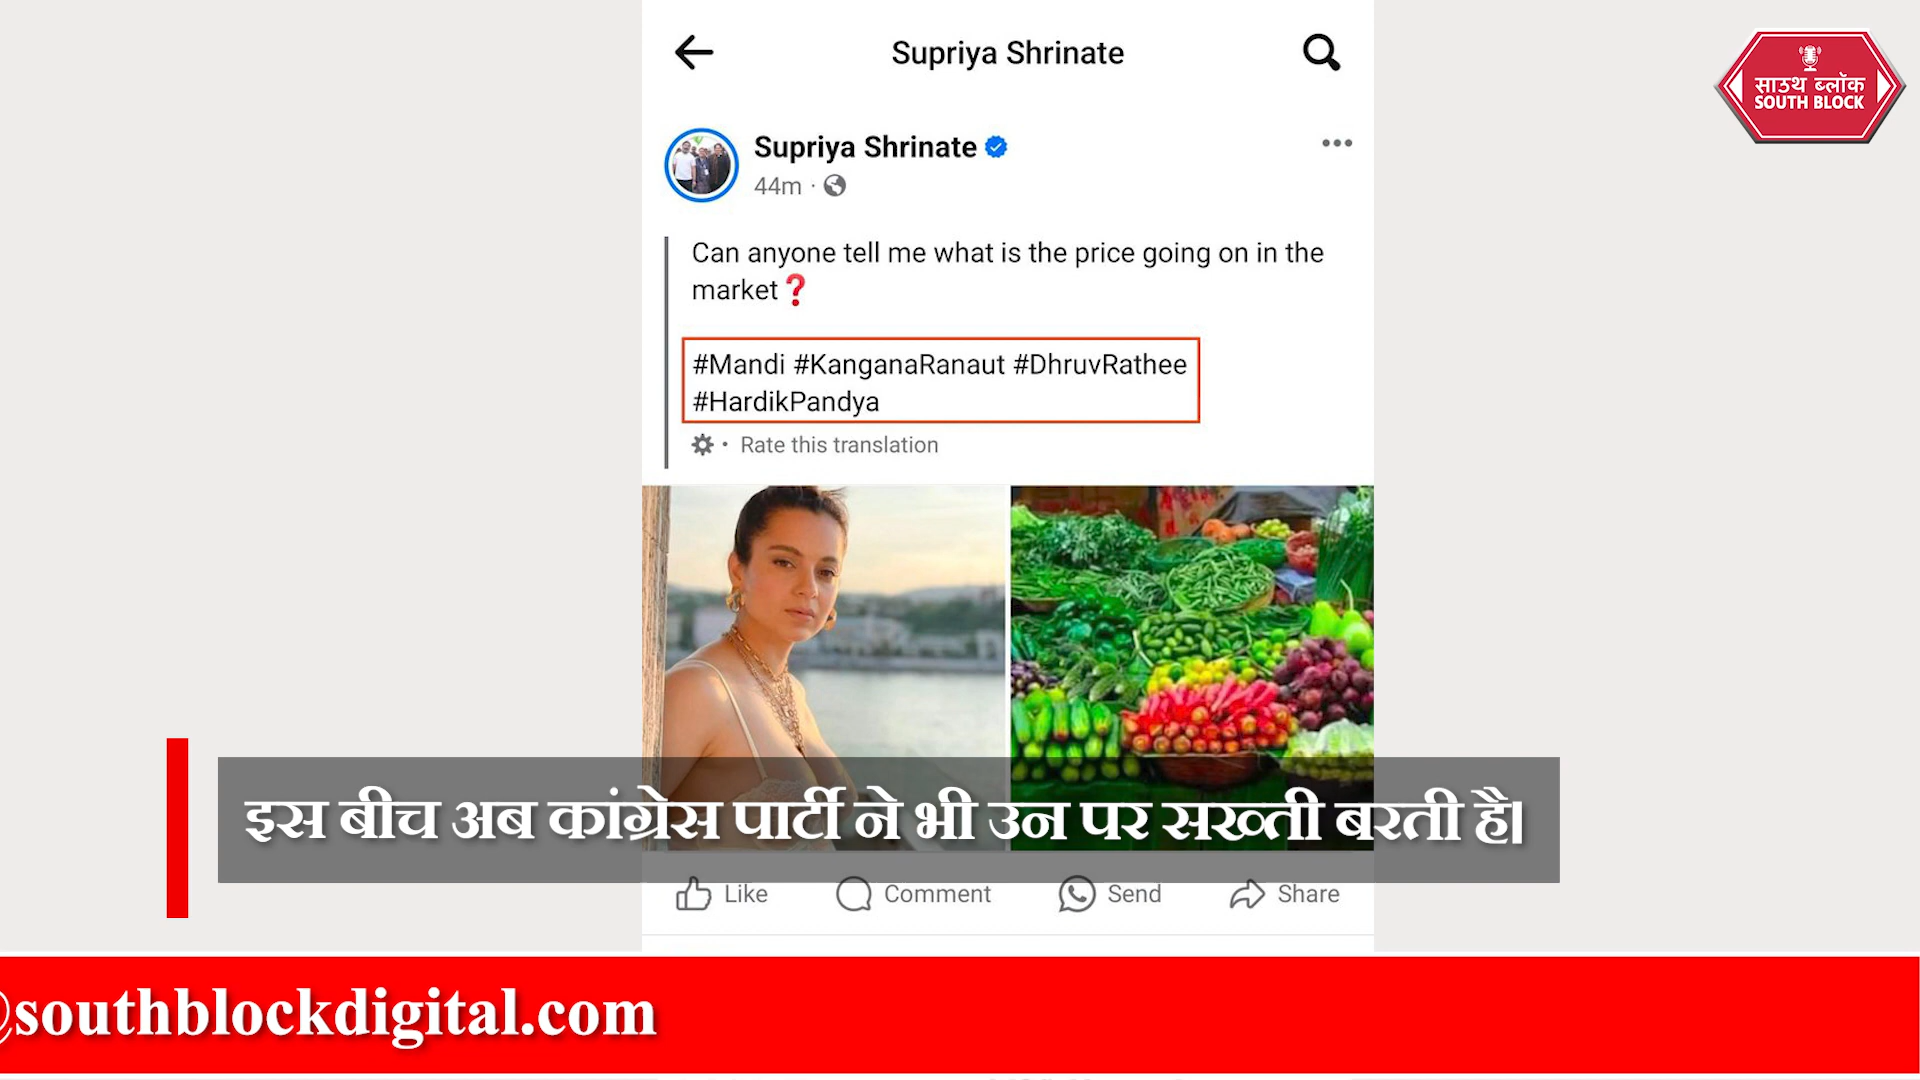 Supriya Shrinate
साउथ ब्लॉक
SOUTH BLOCK
Supriya Shrinate
44m ·
Can anyone tell me what is the price going on in the
market❓
#Mandi #KanganaRanaut #DhruvRathee
#HardikPandya
• Rate this translation
इस बीच अब कांग्रेस पार्टी ने भी उन पर सख्ती बरती है।
Like
Comment
Send
Share
@southblockdigital.com